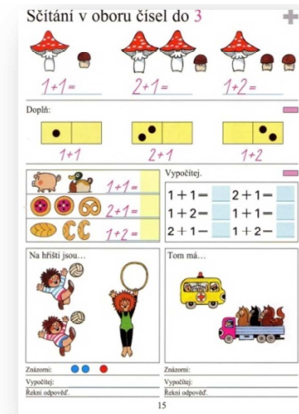 Sčítání v oboru čísel do 3
1+1= 2+1= 1+2=
Doplň:
1+1 2+1 1+2
1+1=
2+1=
1+2=
Vypočítej.
1+1= 2+1=
1+2= 1+1=
2+1= 1+2=
Na hřišti jsou…
Tom má…
Znázorni:
Vypočítej:
Řekni odpověď.
Znázorni:
Vypočítej:
Řekni odpověď.
15